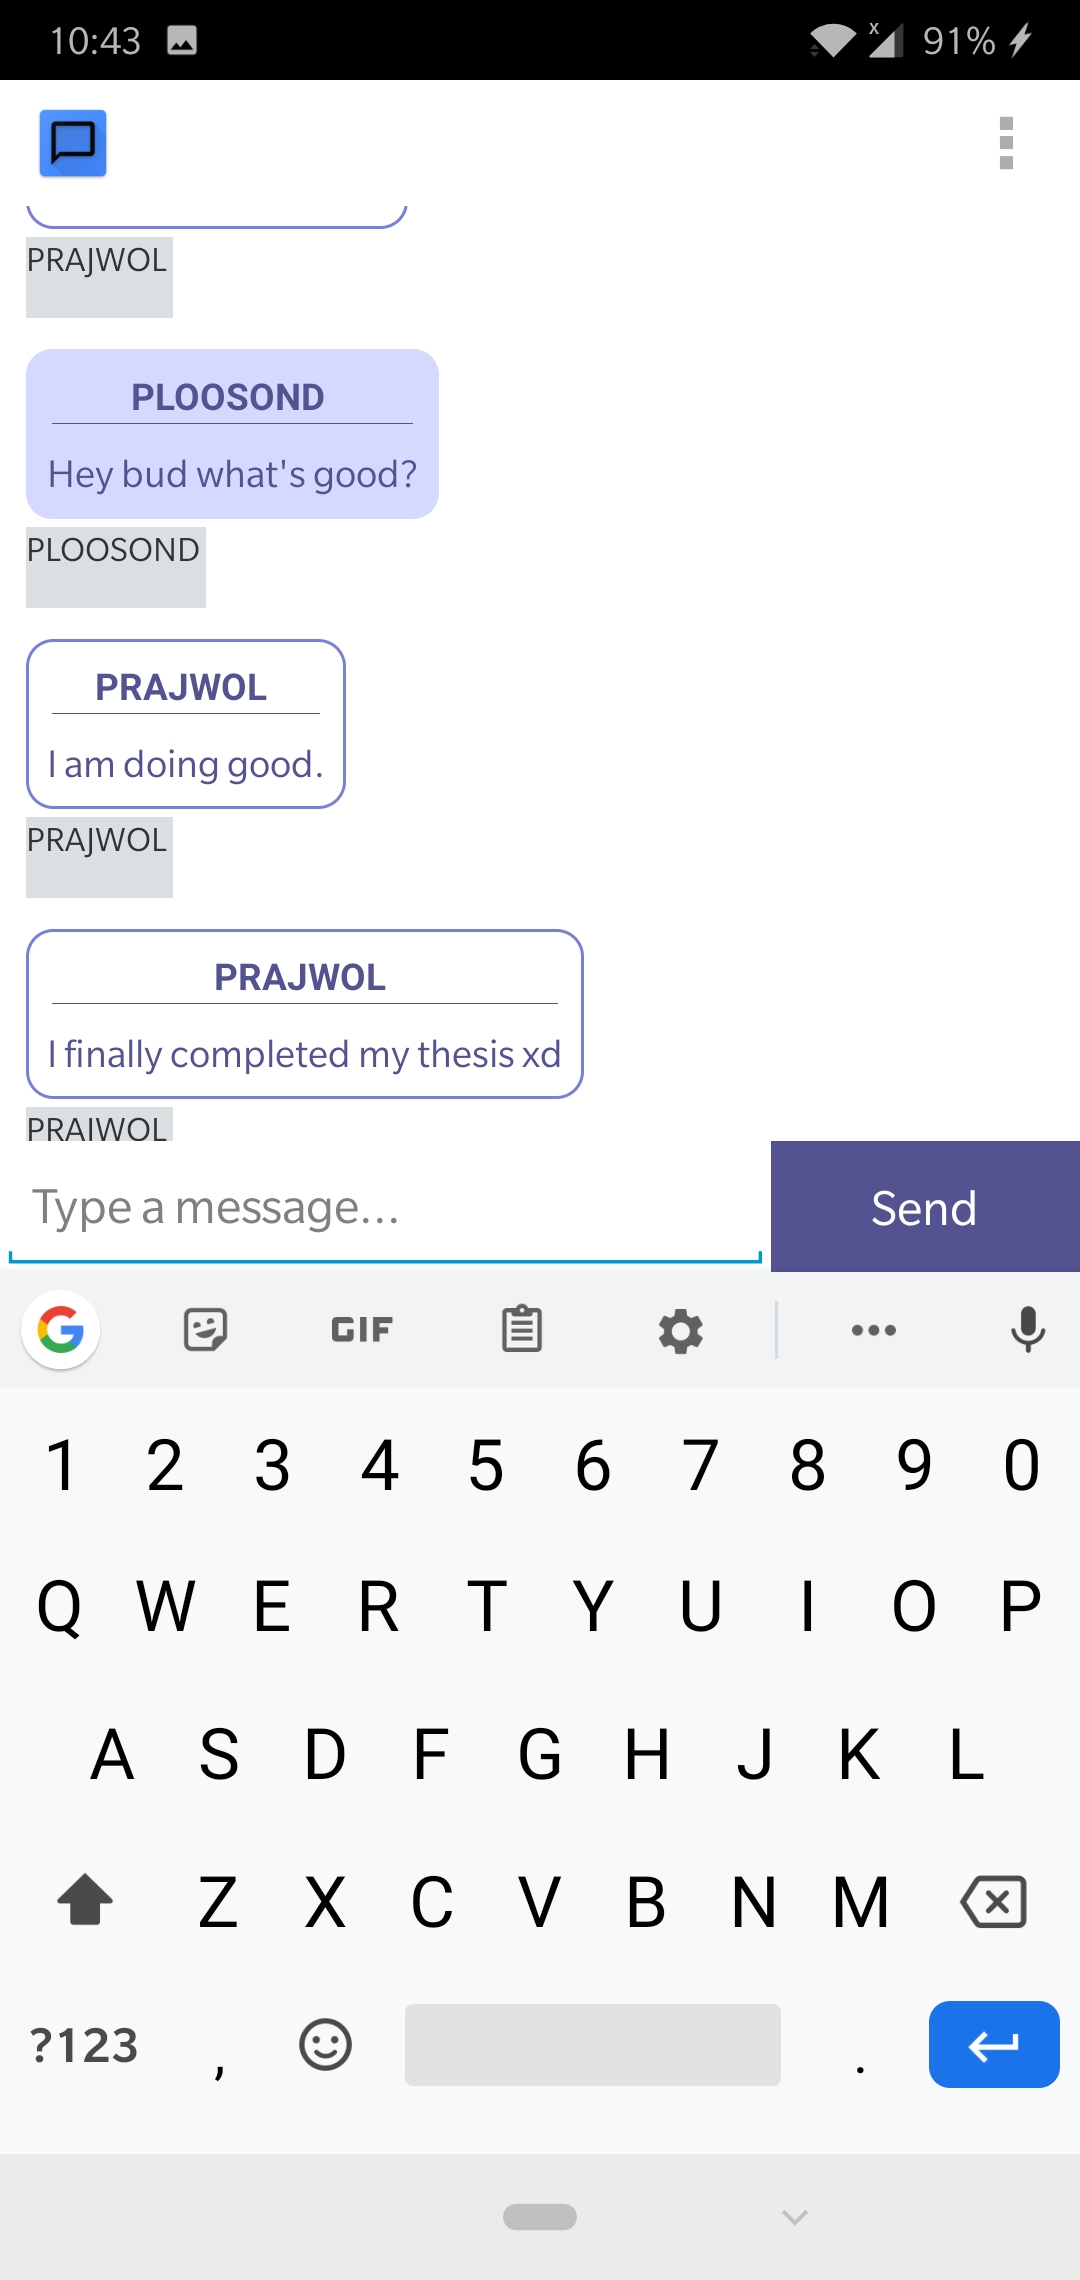 10:43
x 91%
PRAJWOL
PLOOSOND
Hey bud what's good?
PLOOSOND
PRAJWOL
I am doing good.
PRAJWOL
PRAJWOL
I finally completed my thesis xd
PRAJWOL
Type a message...
Send
G GIF
1 2 3 4 5 6 7 8 9 0
Q W E R T Y U I O P
A S D F G H J K L
Z X C V B N M
?123 , .